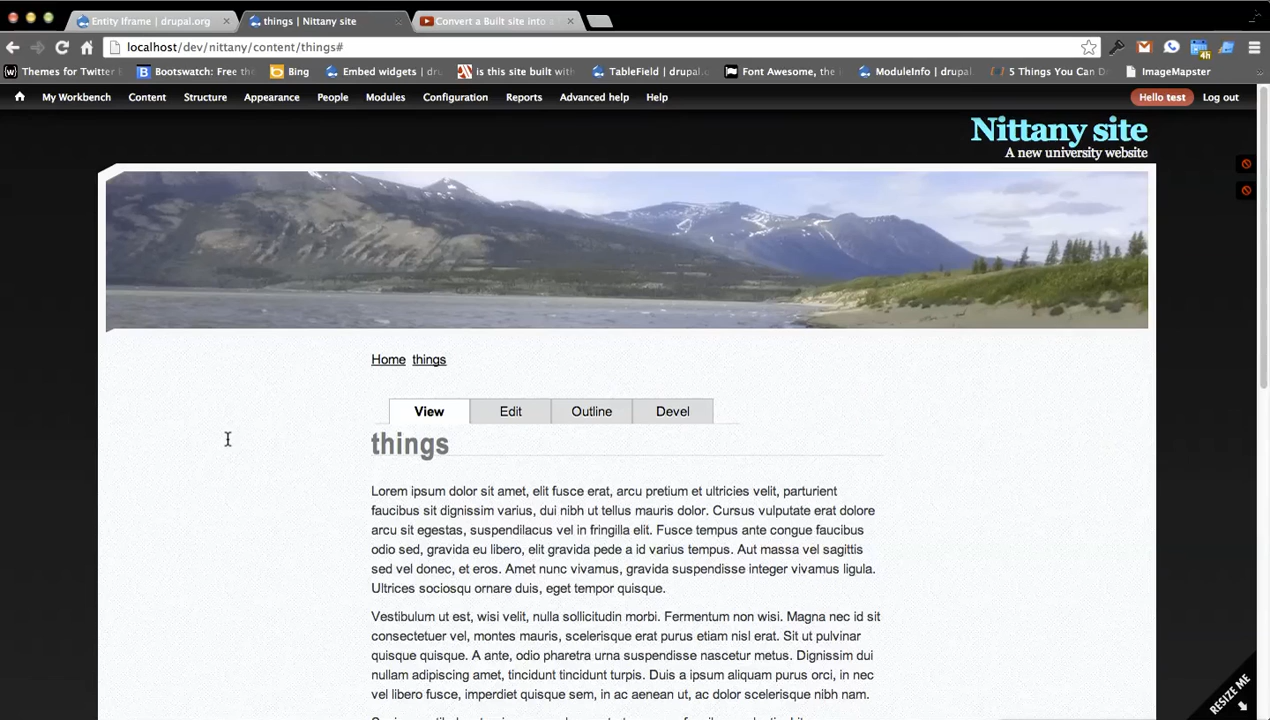 Entity Iframe | drupal.org
things | Nittany site
Convert a Built site into a
localhost/dev/nittany/content/things#
4h
Themes for Twitter
Bootswatch: Free th
Bing
Embed widgets | dru
is this site built with
TableField | drupal.o
Font Awesome, the
ModuleInfo | drupal.
5 Things You Can D
ImageMapster
My Workbench
Content
Structure
Appearance
People
Modules
Configuration
Reports
Advanced help
Help
Hello test
Log out
Nittany site
A new university website
Home things
View
Edit
Outline
Devel
things
Lorem ipsum dolor sit amet, elit fusce erat, arcu pretium et ultricies velit, parturient
faucibus sit dignissim varius, dui nibh ut tellus mauris dolor. Cursus vulputate erat dolore
arcu sit egestas, suspendilacus vel in fringilla elit. Fusce tempus ante congue faucibus
odio sed, gravida eu libero, elit gravida pede a id varius tempus. Aut massa vel sagittis
sed vel donec, et eros. Amet nunc vivamus, gravida suspendisse integer vivamus ligula.
Ultrices sociosqu ornare duis, eget tempor quisque.
Vestibulum ut est, wisi velit, nulla sollicitudin morbi. Fermentum non wisi. Magna nec id sit
consectetuer vel, montes mauris, scelerisque erat purus etiam nisl erat. Sit ut pulvinar
quisque quisque. A ante, odio pharetra urna suspendisse nascetur metus. Dignissim dui
nullam adipiscing amet, tincidunt tincidunt turpis. Duis a ipsum aliquam purus orci, in nec
vel libero fusce, imperdiet quisque sem, in ac aenean ut, ac dolor scelerisque nibh nam.
RESIZE ME